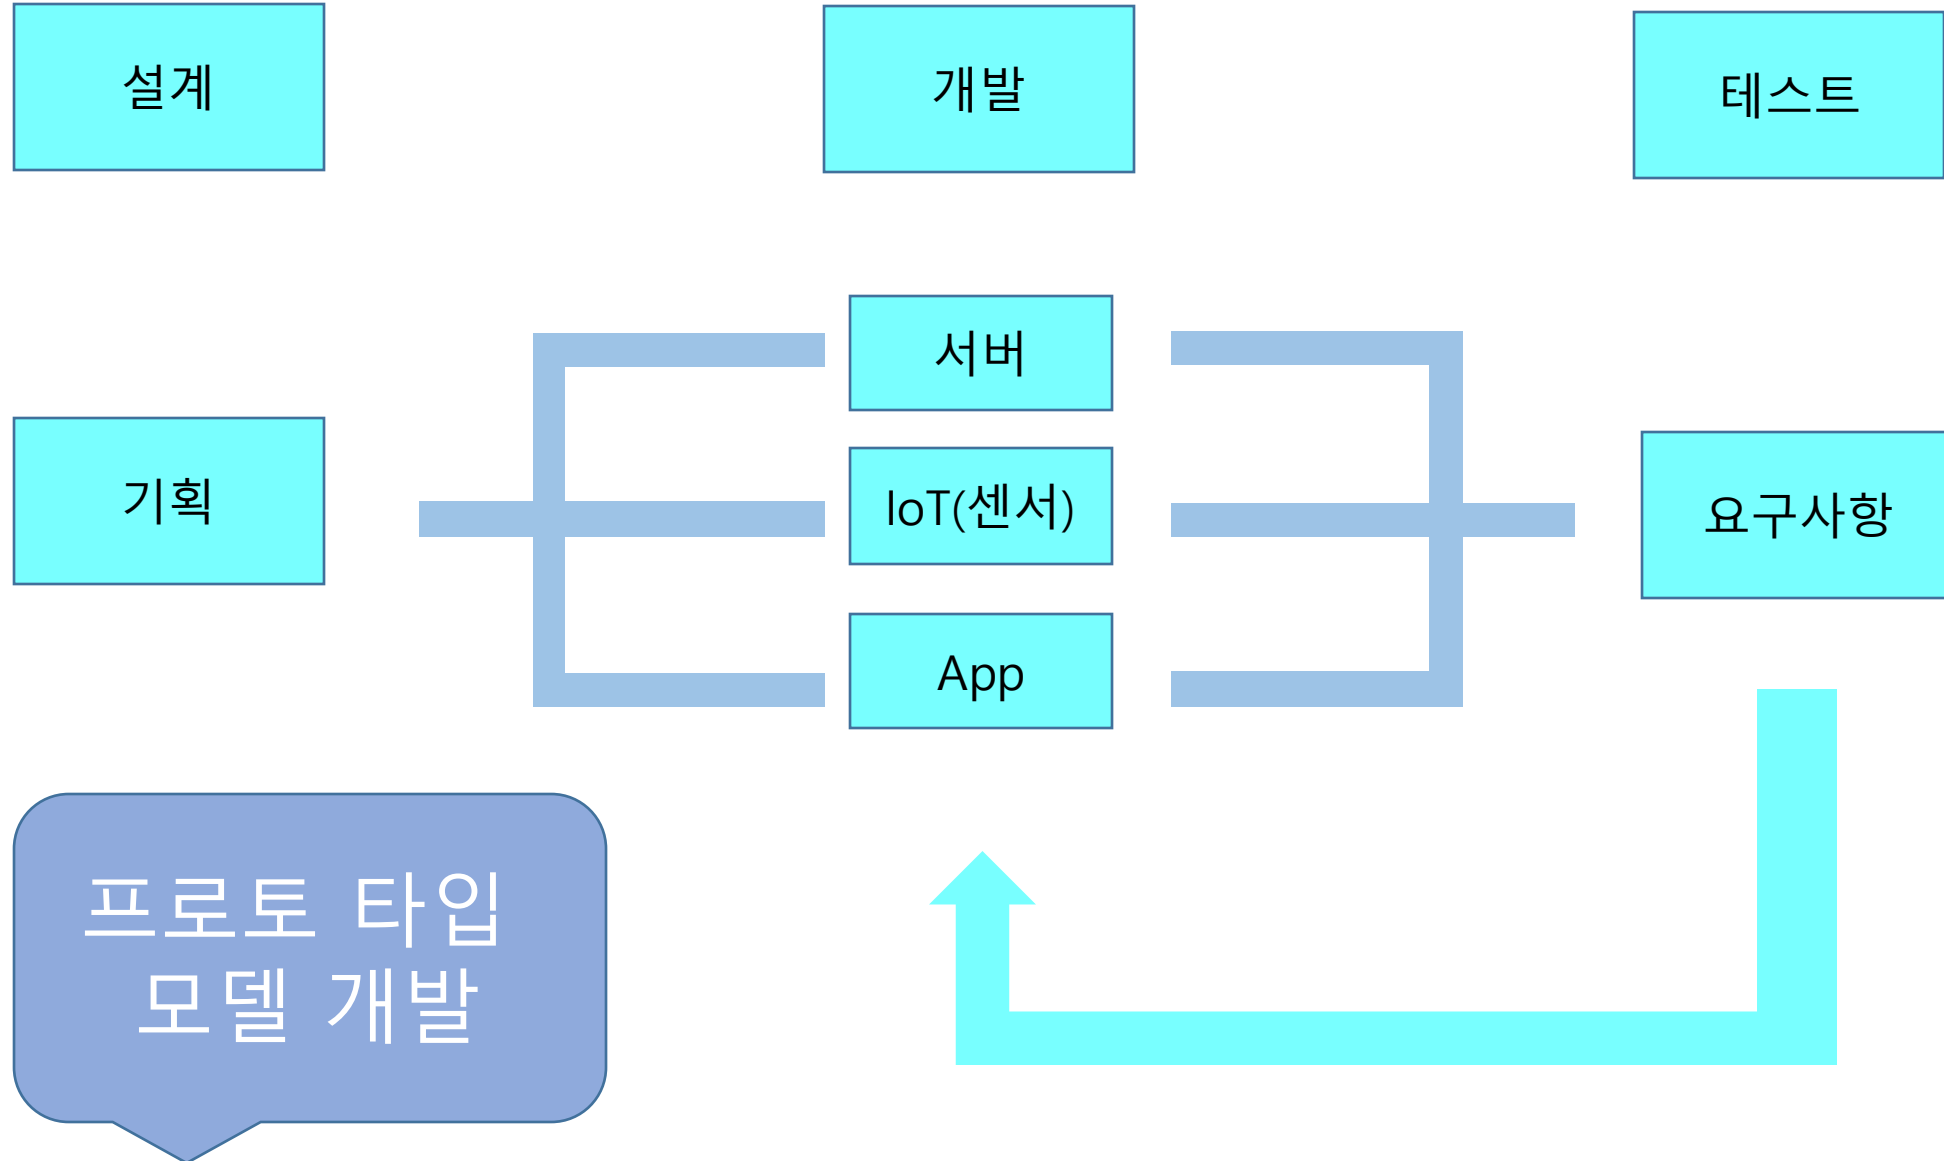 설계
개발
테스트
서버
기획
IoT(센서)
요구사항
App
프로토 타입
모델 개발